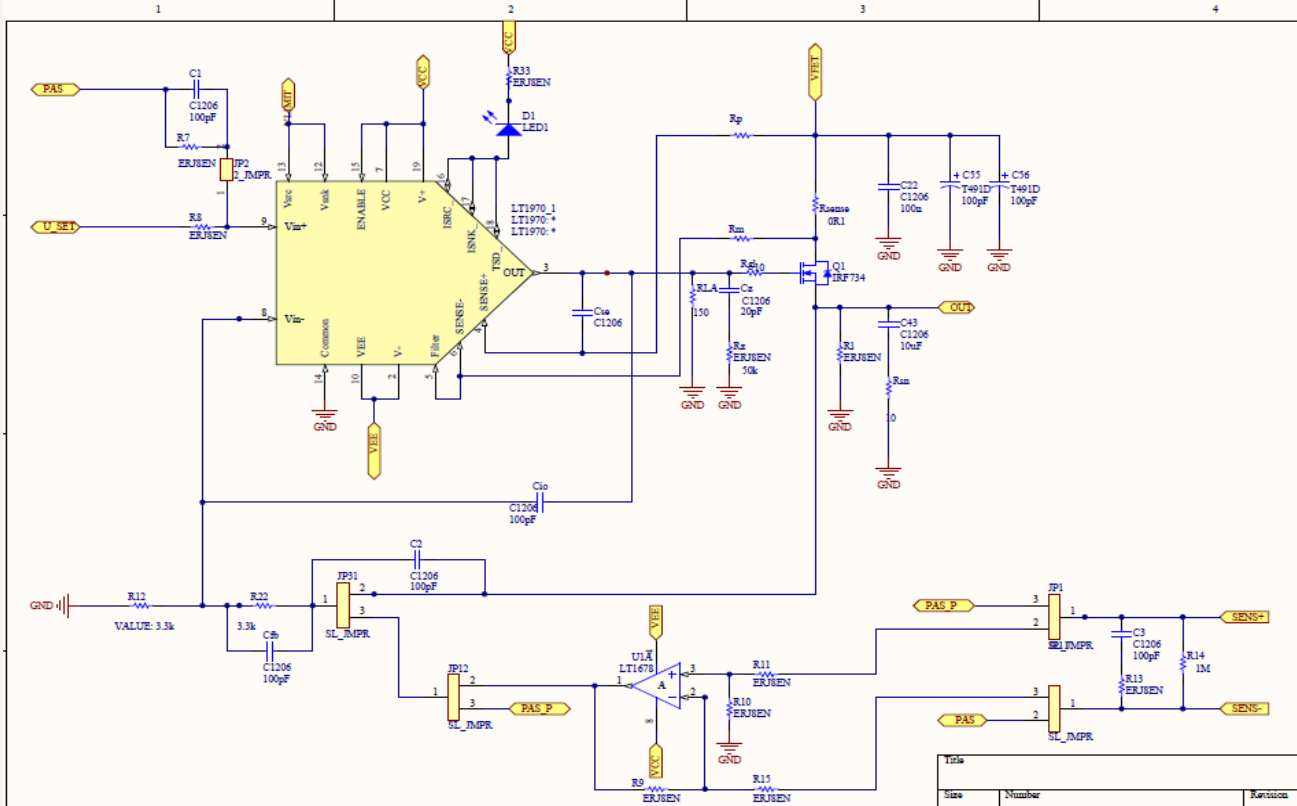 1
2
3
4
VCC
R33
ERJ8EN
D1
LED1
VCC
VFET
PAS
C1
C1206
100pF
R7
ERJ8EN
JP2
2_JMPR
2
1
U_SET
R8
ERJ8EN
13
12
15
7
19
16
17
18
Vsrc
Vsnk
ENABLE
VCC
V+
ISRC_
ISNK_
TSD_
LT1970_1
LT1970: *
LT1970: *
9
Vin+
OUT
3
8
Vin-
Common
VEE
V-
Filter
SENSE-
SENSE+
14
10
2
5
6
4
GND
VEE
Cse
C1206
Rp
Rm
Rsense
0R1
C22
C1206
100n
C55
T491D
100pF
C56
T491D
100pF
GND
GND
GND
Q1
IRF734
RLA
150
Cz
C1206
20pF
Rz
ERJ8EN
50k
GND
GND
OUT
R1
ERJ8EN
C43
C1206
10uF
Rsn
10
GND
GND
Cio
C1206
100pF
C2
C1206
100pF
GND
R12
VALUE: 3.3k
R22
3.3k
Cfb
C1206
100pF
JP31
1
2
3
SL_JMPR
JP12
1
2
3
SL_JMPR
PAS_P
VEE
U1A
LT1678
A
1
3
2
8
VCC
R11
ERJ8EN
R10
ERJ8EN
GND
R9
ERJ8EN
R15
ERJ8EN
PAS_P
JP1
3
2
1
PAS
3
2
1
SL_JMPR
C3
C1206
100pF
R13
ERJ8EN
R14
1M
SENS+
SENS-
Title
Size
Number
Revision